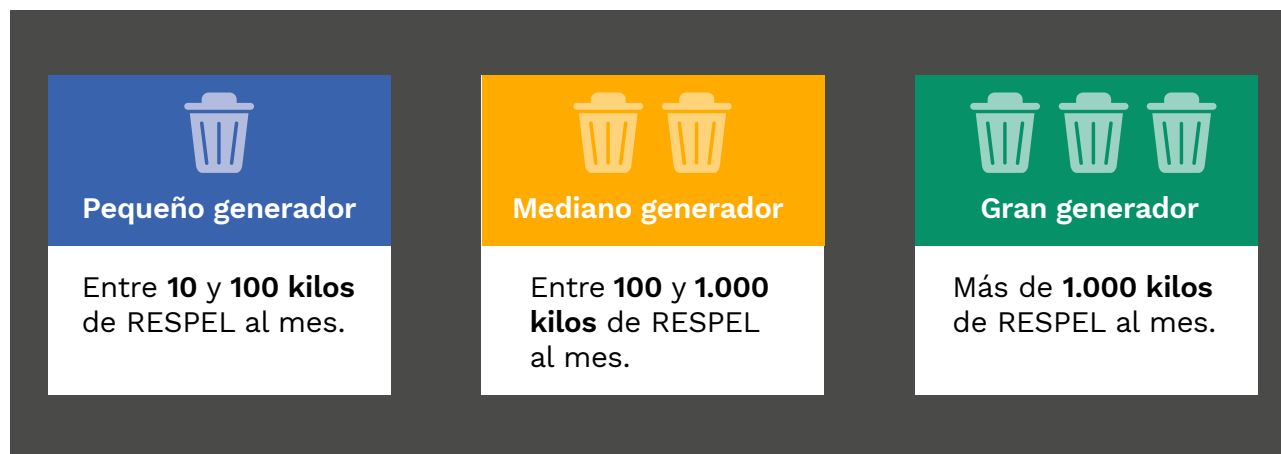 Pequeño generador
Entre 10 y 100 kilos
de RESPEL al mes.
Mediano generador
Entre 100 y 1.000
kilos de RESPEL
al mes.
Gran generador
Más de 1.000 kilos
de RESPEL al mes.